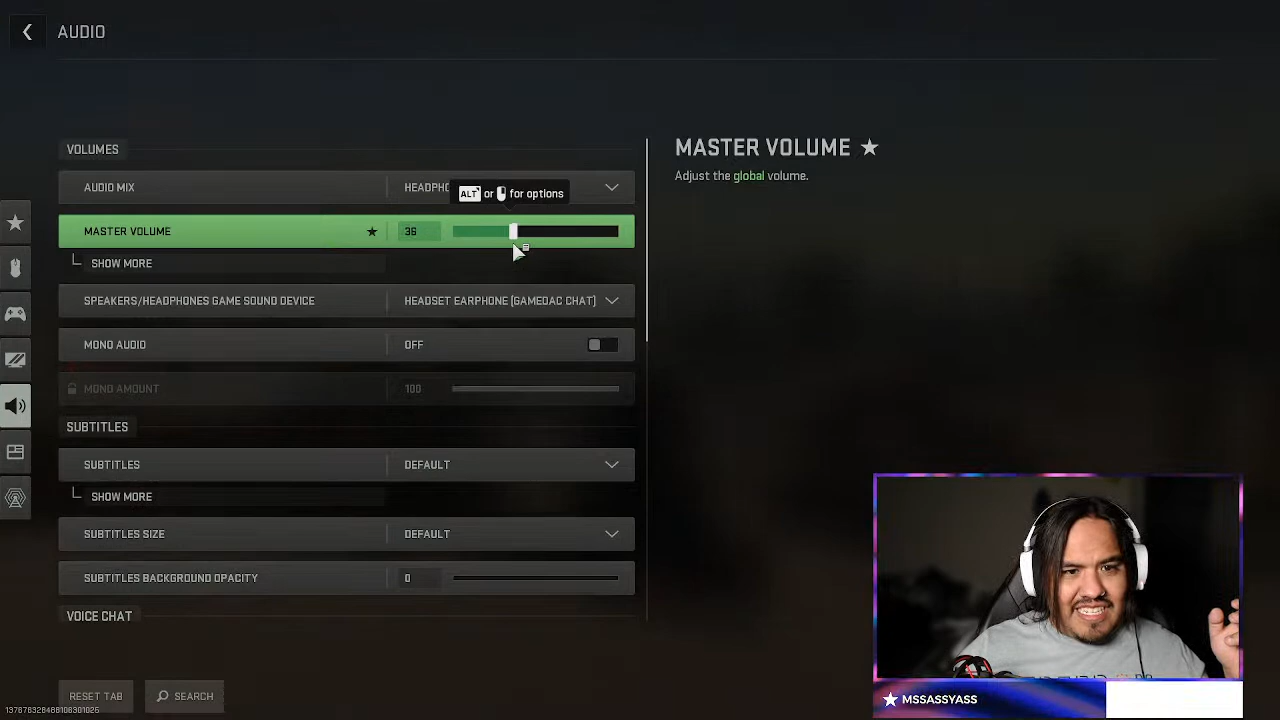 AUDIO
VOLUMES
AUDIO MIX
ALT or for options
MASTER VOLUME 36
SHOW MORE
SPEAKERS/HEADPHONES GAME SOUND DEVICE HEADSET EARPHONE [GAMEDAC CHAT]
MONO AUDIO OFF
MONO AMOUNT 100
SUBTITLES
SUBTITLES DEFAULT
SHOW MORE
SUBTITLES SIZE DEFAULT
SUBTITLES BACKGROUND OPACITY 0
VOICE CHAT
RESET TAB SEARCH
MASTER VOLUME
Adjust the global volume.
MSSASSYASS